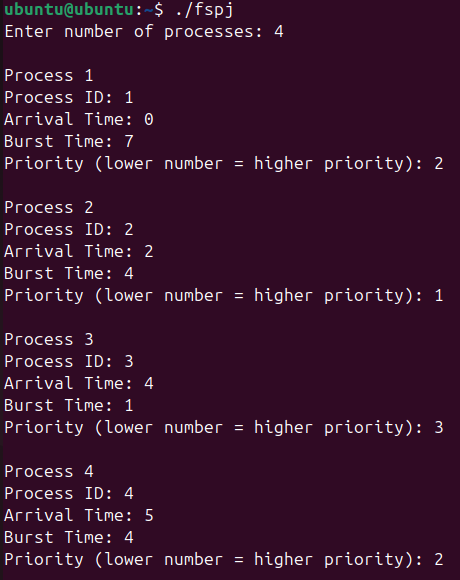 ubuntu@ubuntu:~$ ./fspj
Enter number of processes: 4
Process 1
Process ID: 1
Arrival Time: 0
Burst Time: 7
Priority (lower number = higher priority): 2
Process 2
Process ID: 2
Arrival Time: 2
Burst Time: 4
Priority (lower number = higher priority): 1
Process 3
Process ID: 3
Arrival Time: 4
Burst Time: 1
Priority (lower number = higher priority): 3
Process 4
Process ID: 4
Arrival Time: 5
Burst Time: 4
Priority (lower number = higher priority): 2